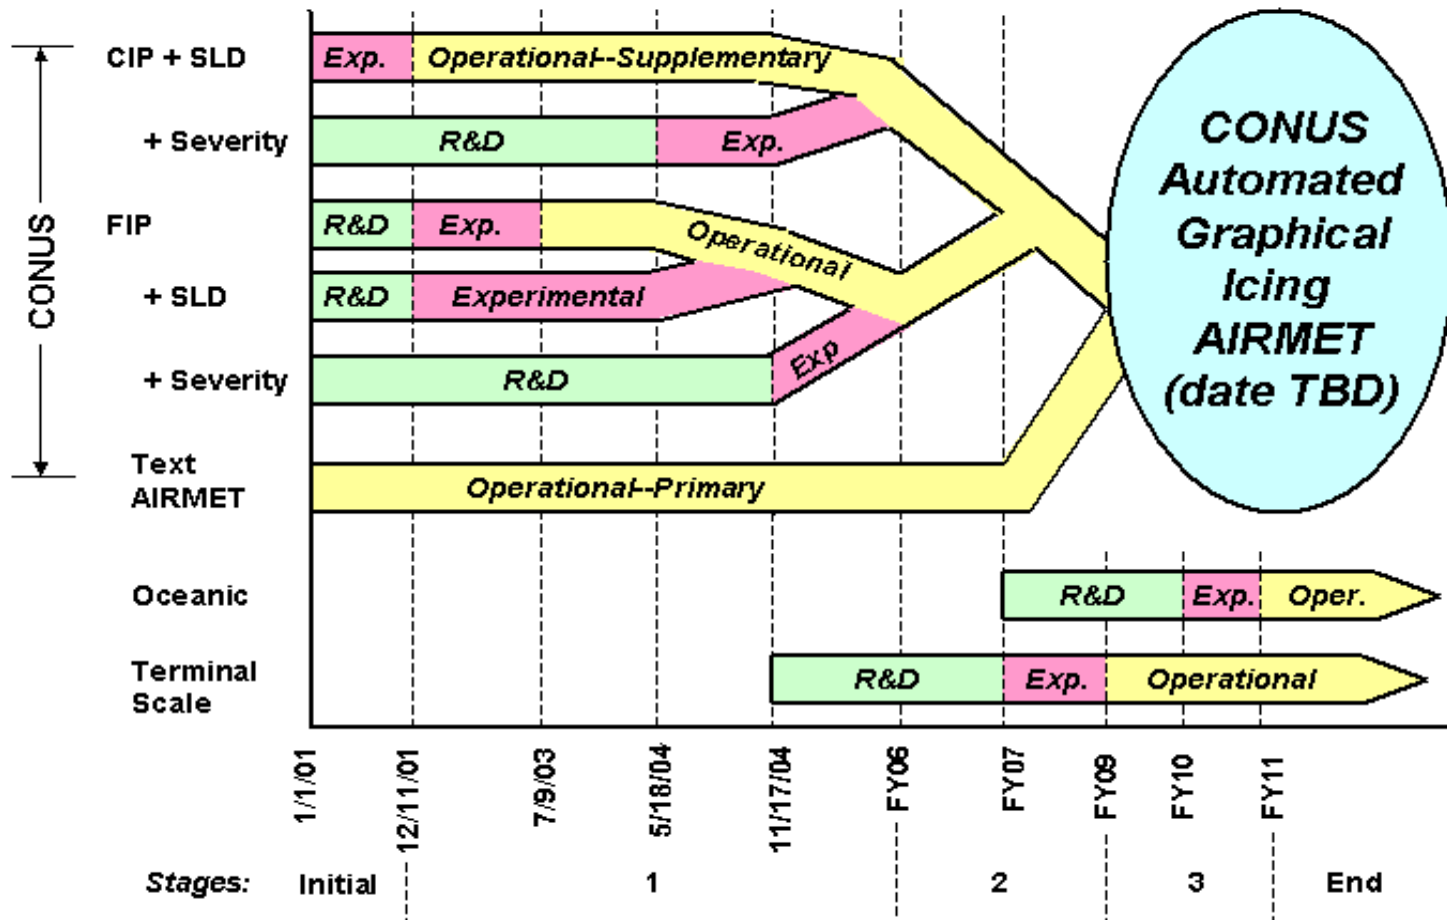 CONUS
CIP + SLD
Exp.
Operational--Supplementary
+ Severity
R&D
Exp.
FIP
R&D
Exp.
Operational
+ SLD
R&D
Experimental
+ Severity
R&D
Exp
Text
AIRMET
Operational--Primary
CONUS
Automated
Graphical
Icing
AIRMET
(date TBD)
Oceanic
R&D
Exp.
Oper.
Terminal
Scale
R&D
Exp.
Operational
1/1/01
12/11/01
7/9/03
5/18/04
11/17/04
FY06
FY07
FY09
FY10
FY11
Stages: Initial 1 2 3 End